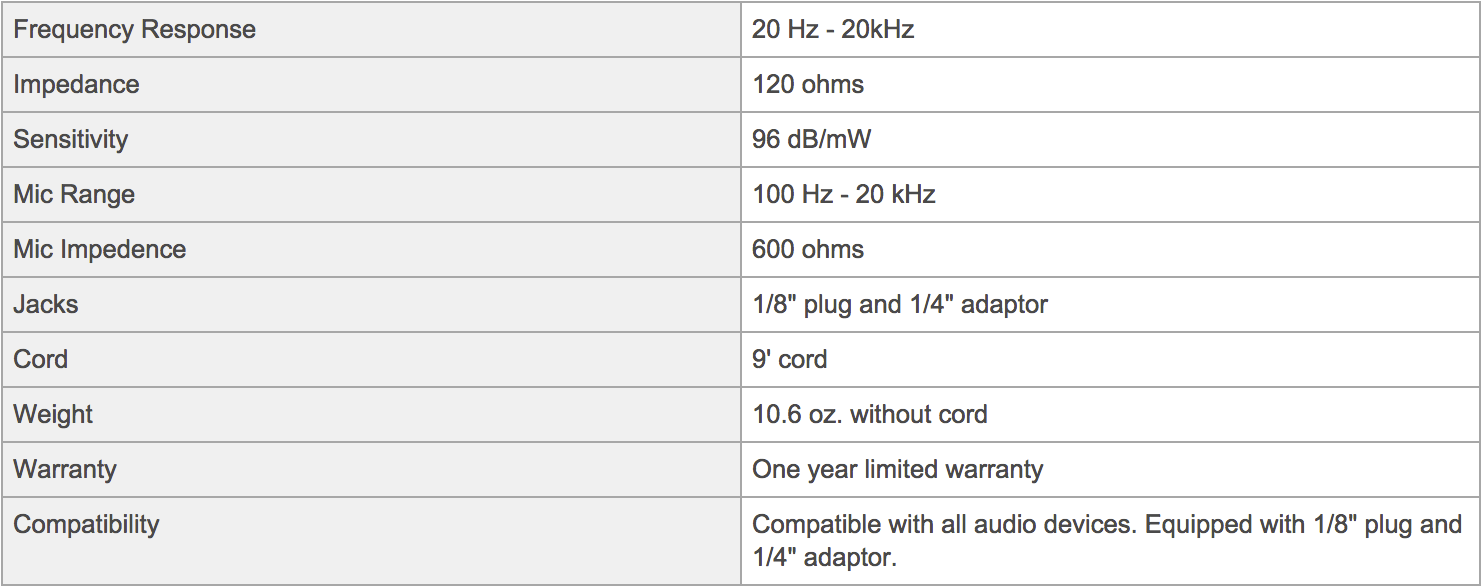 Frequency Response 20 Hz - 20kHz
Impedance 120 ohms
Sensitivity 96 dB/mW
Mic Range 100 Hz - 20 kHz
Mic Impedence 600 ohms
Jacks 1/8" plug and 1/4" adaptor
Cord 9' cord
Weight 10.6 oz. without cord
Warranty One year limited warranty
Compatibility Compatible with all audio devices. Equipped with 1/8" plug and
1/4" adaptor.